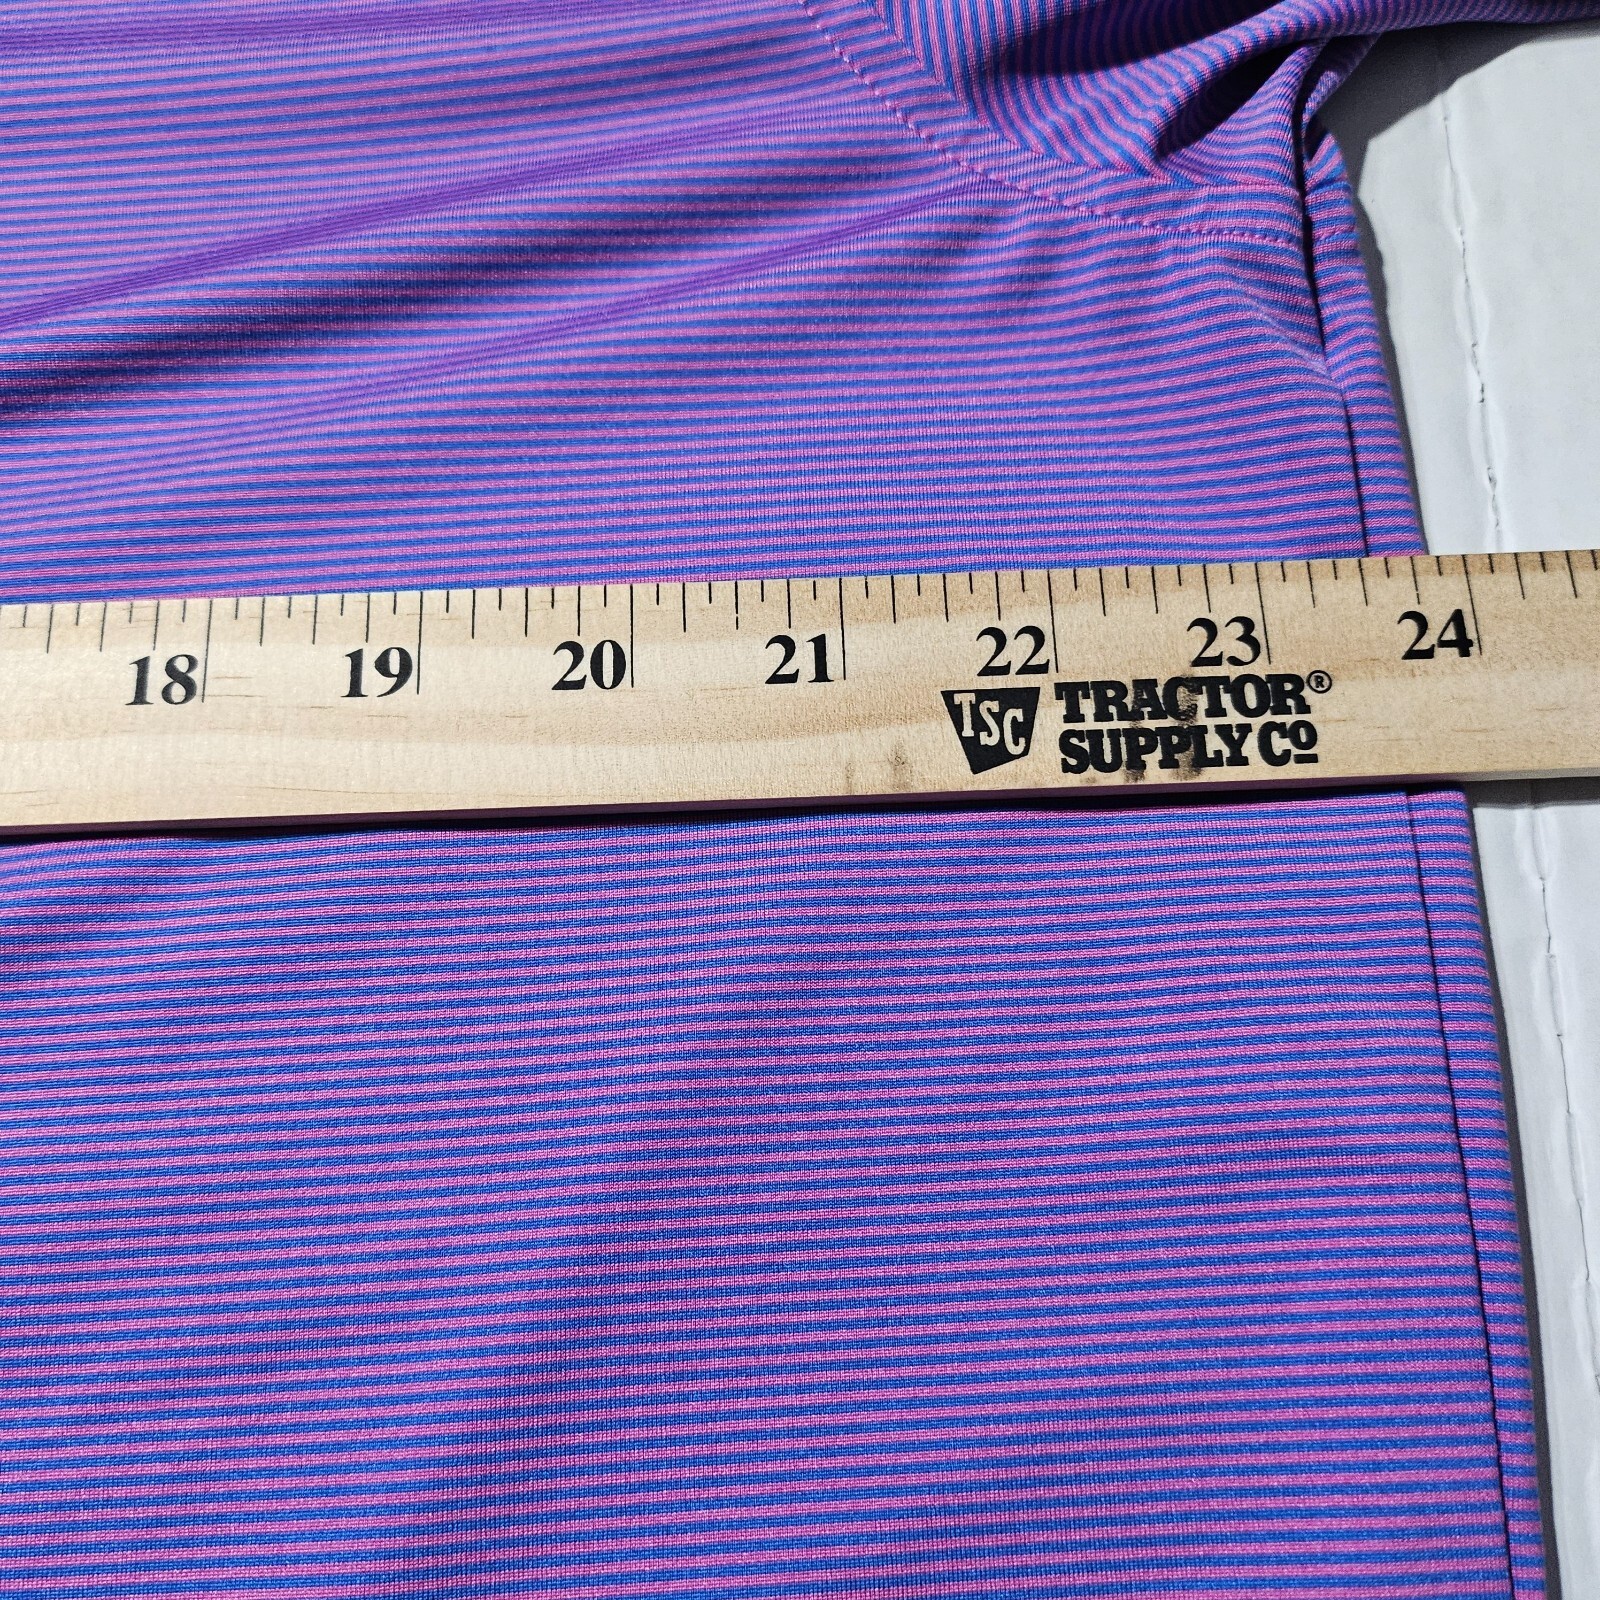 18 19 20 21 22 23 24
TSC TRACTOR®
SUPPLY Cº